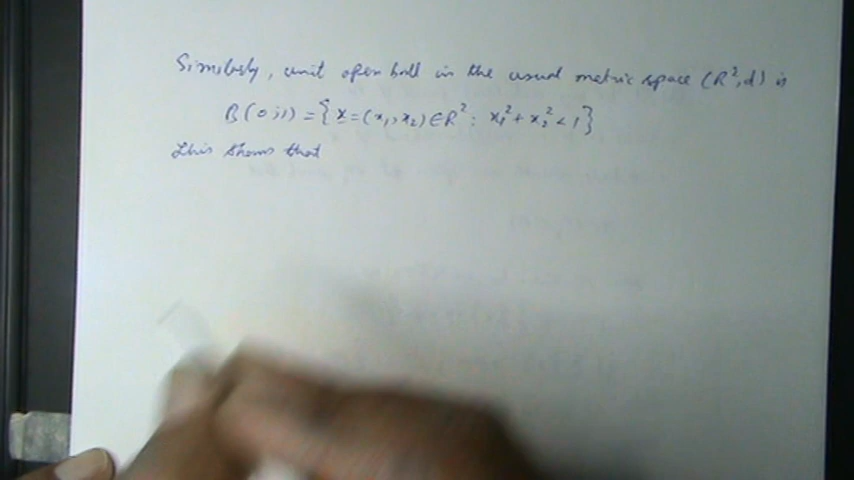 Similarly, unit open ball in the usual metric space (R², d) is
B(0;1) = {x̲ = (x₁, x₂) ∈ R² : x₁² + x₂² < 1}
This shows that